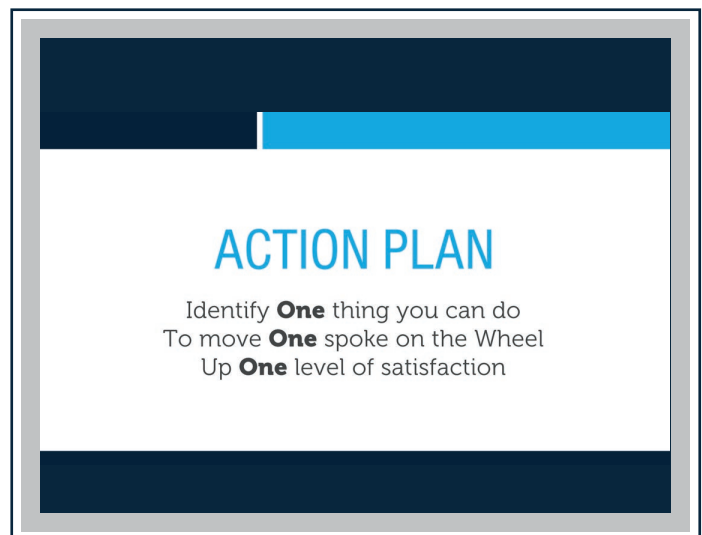 ACTION PLAN
Identify One thing you can do
To move One spoke on the Wheel
Up One level of satisfaction